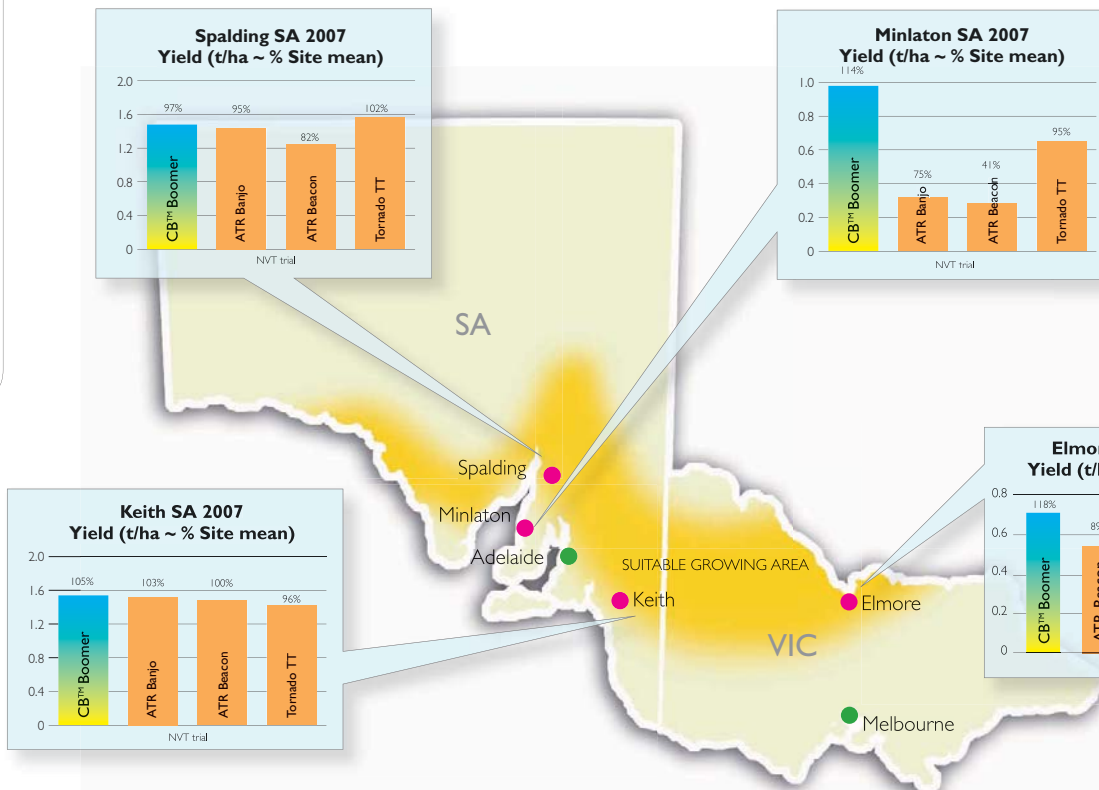 Spalding SA 2007
Yield (t/ha ~ % Site mean)
2.0
1.6
1.2
0.8
0.4
0
97%
95%
82%
102%
CB™ Boomer
ATR Banjo
ATR Beacon
Tornado TT
NVT trial
Minlaton SA 2007
Yield (t/ha ~ % Site mean)
1.0
0.8
0.6
0.4
0.2
0
114%
75%
41%
95%
CB™ Boomer
ATR Banjo
ATR Beacon
Tornado TT
NVT trial
SA
Spalding
Minlaton
Adelaide
SUITABLE GROWING AREA
Keith
Elmore
VIC
Melbourne
Keith SA 2007
Yield (t/ha ~ % Site mean)
2.0
1.6
1.2
0.8
0.4
0
105%
103%
100%
96%
CB™ Boomer
ATR Banjo
ATR Beacon
Tornado TT
NVT trial
Elmor
Yield (t/
0.8
0.6
0.4
0.2
0
118%
CB™ Boomer
ATR Beacon